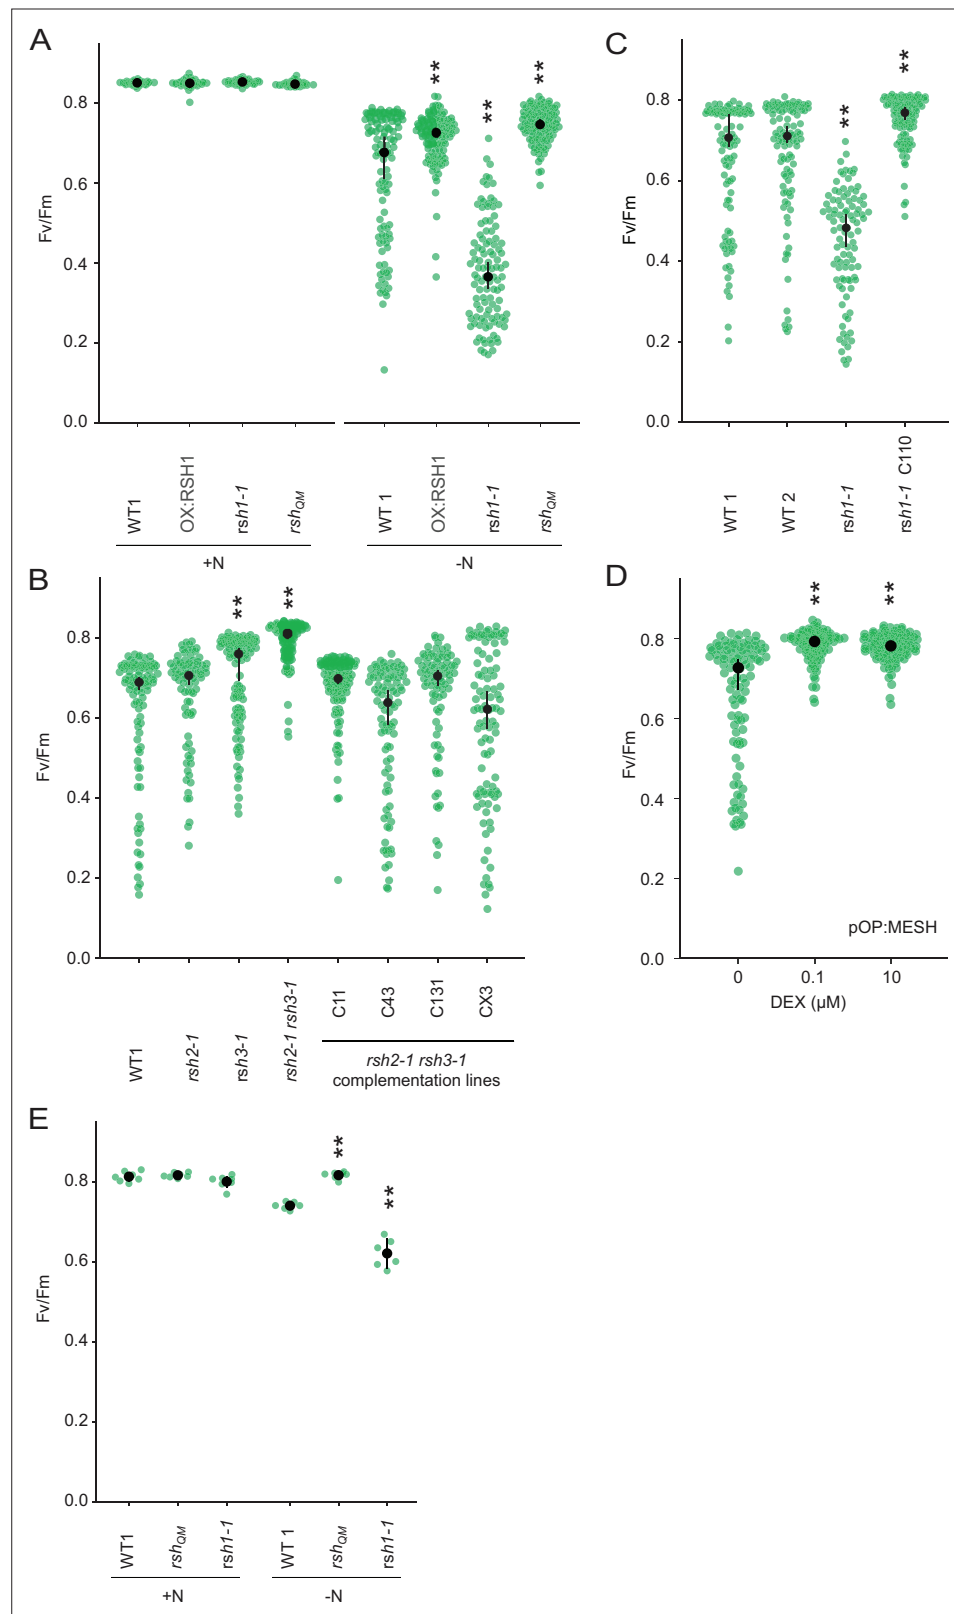 A
Fv/Fm
0.8
0.6
0.4
0.2
0.0
**
**
**
WT1
OX:RSH1
rsh1-1
rshQM
WT 1
OX:RSH1
rsh1-1
rshQM
+N
-N
C
Fv/Fm
0.8
0.6
0.4
0.2
0.0
**
**
WT 1
WT 2
rsh1-1
rsh1-1 C110
B
Fv/Fm
0.8
0.6
0.4
0.2
0.0
**
**
WT1
rsh2-1
rsh3-1
rsh2-1 rsh3-1
C11
C43
C131
CX3
rsh2-1 rsh3-1
complementation lines
D
Fv/Fm
0.8
0.6
0.4
0.2
0.0
**
**
pOP:MESH
0
0.1
10
DEX (µM)
E
Fv/Fm
0.8
0.6
0.4
0.2
0.0
**
**
WT1
rshQM
rsh1-1
WT 1
rshQM
rsh1-1
+N
-N